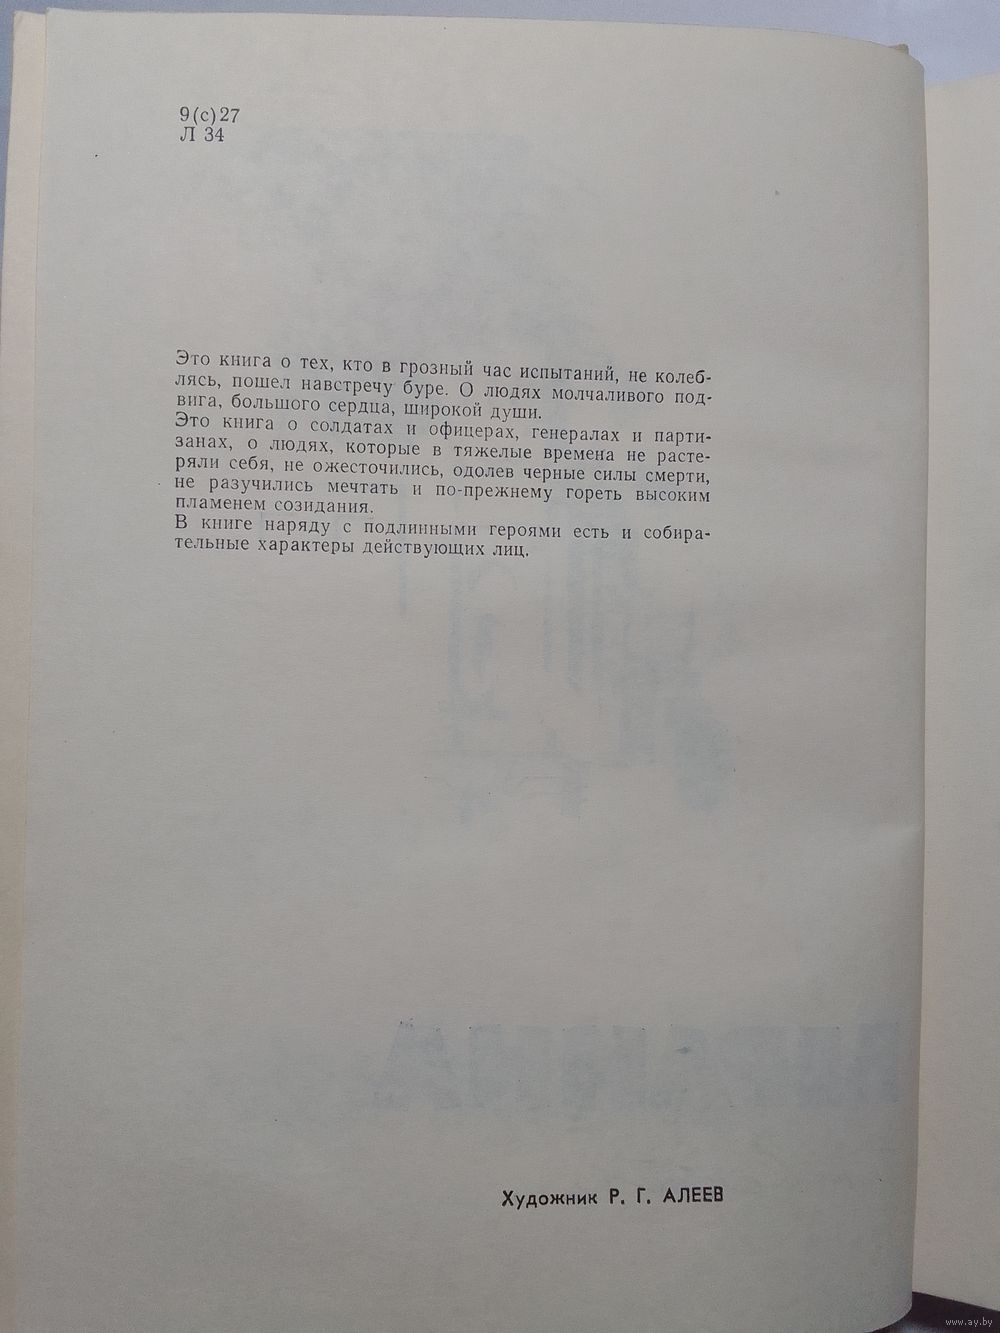 9(с)27
Л 34
Это книга о тех, кто в грозный час испытаний, не колеб-
лясь, пошел навстречу буре. О людях молчаливого под-
вига, большого сердца, широкой души.
Это книга о солдатах и офицерах, генералах и парти-
занах, о людях, которые в тяжелые времена не расте-
ряли себя, не ожесточились, одолев черные силы смерти,
не разучились мечтать и по-прежнему гореть высоким
пламенем созидания.
В книге наряду с подлинными героями есть и собира-
тельные характеры действующих лиц.
Художник Р. Г. АЛЕЕВ
www.ay.by